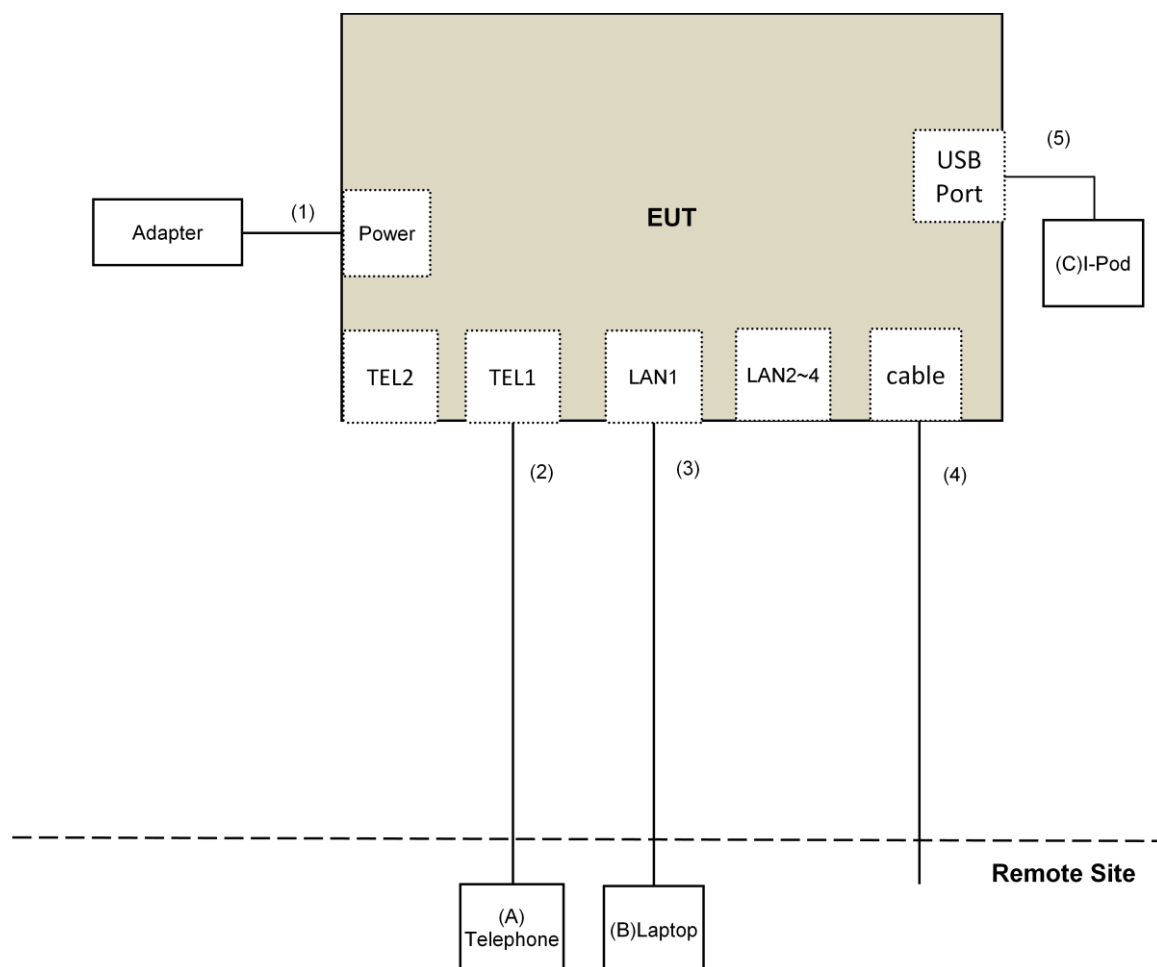 (5)
USB
Port
(1)
EUT
Adapter
Power
(C)I-Pod
TEL2
TEL1
LAN1
LAN2~4
cable
(2)
(3)
(4)
Remote Site
(A)
Telephone
(B)Laptop